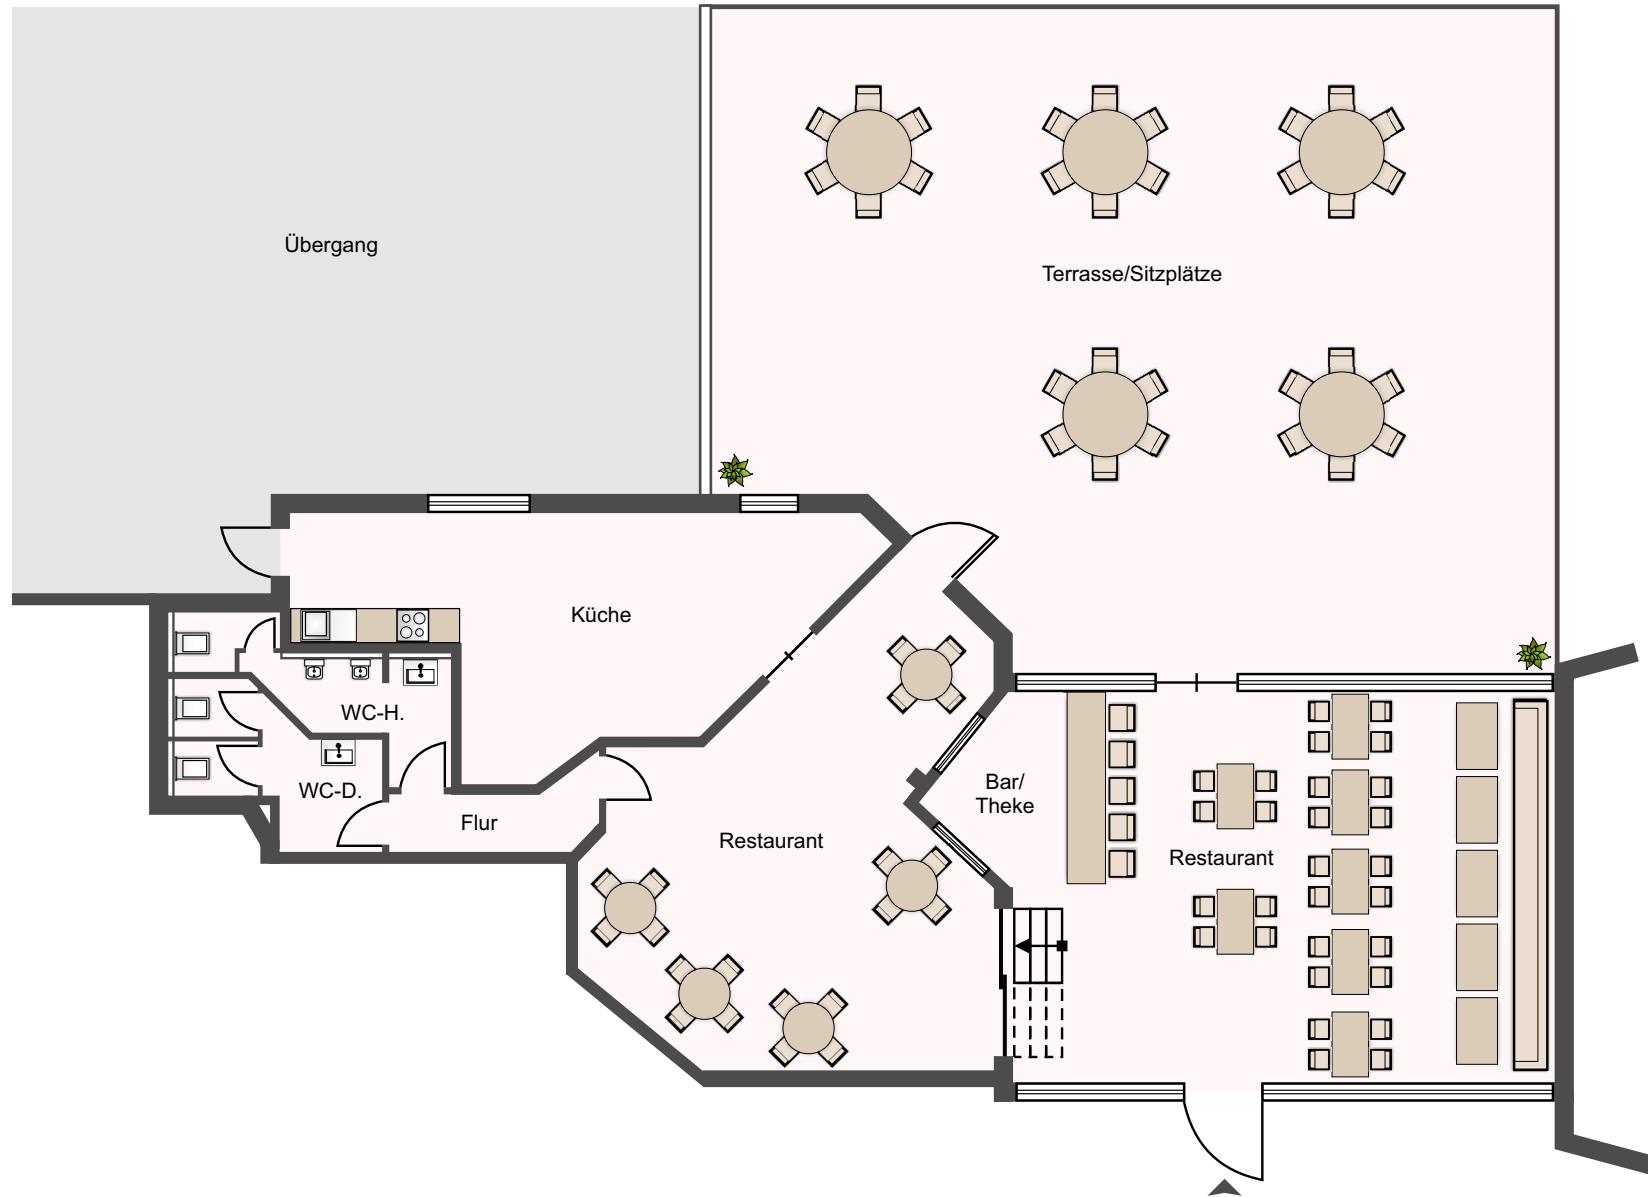 Übergang
Terrasse/Sitzplätze
Küche
WC-H.
WC-D.
Flur
Restaurant
Bar/
Theke
Restaurant